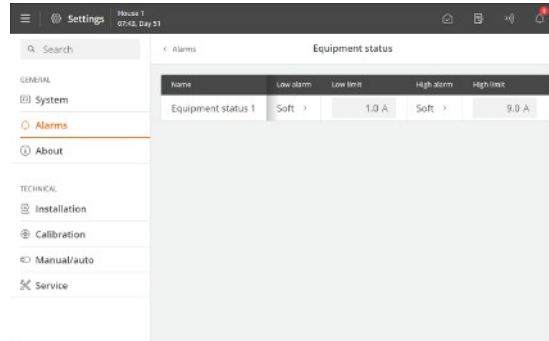 Settings
House 1
07:43, Day 51
Search
< Alarms
Equipment status
GENERAL
System
Alarms
About
TECHNICAL
Installation
Calibration
Manual/auto
Service
Name Low alarm Low limit High alarm High limit
Equipment status 1 Soft > 1.0 A Soft > 9.0 A